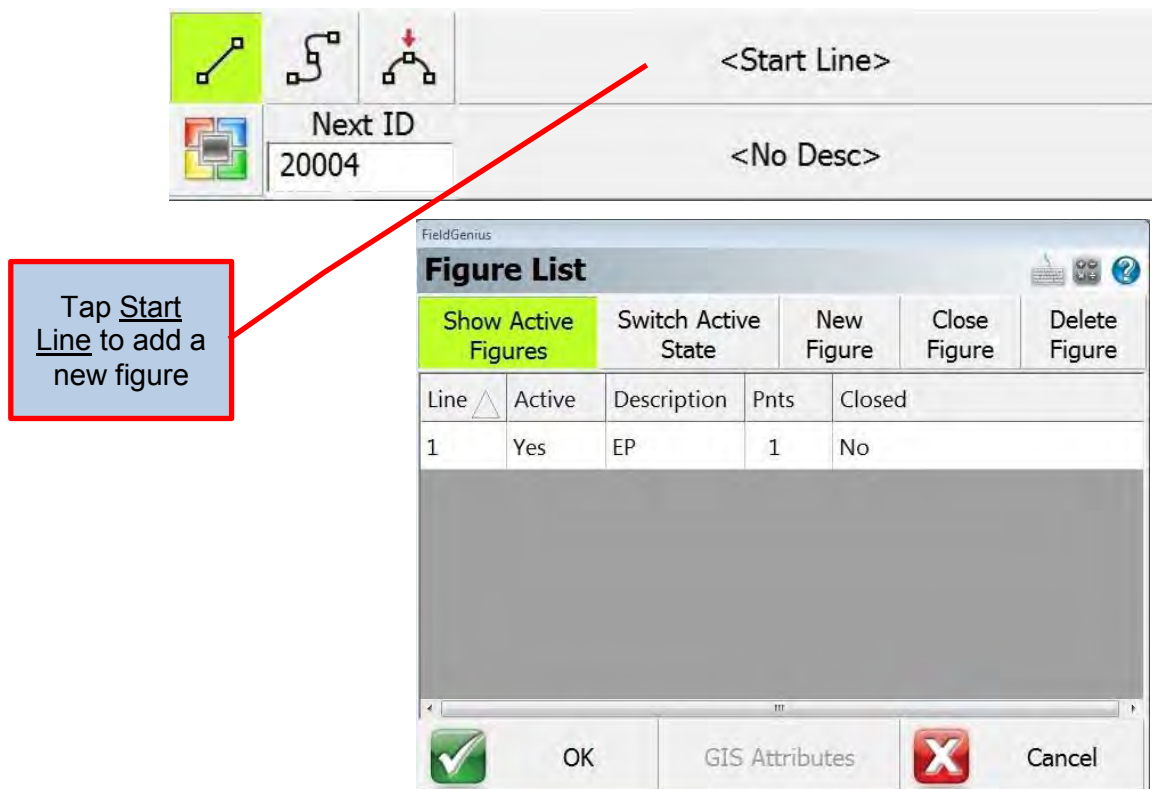 <Start Line>
Next ID
20004
<No Desc>
Tap Start
Line to add a
new figure
FieldGenius
Figure List
Show Active
Figures
Switch Active
State
New
Figure
Close
Figure
Delete
Figure
Line Active Description Pnts Closed
1 Yes EP 1 No
OK GIS Attributes Cancel